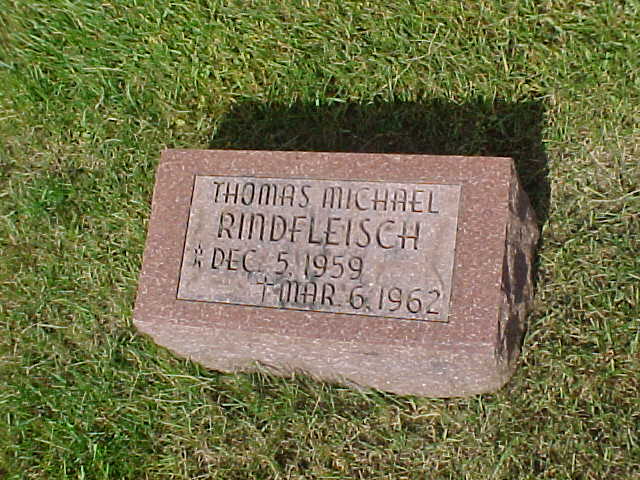 THOMAS MICHAEL
RINDFLEISCH
☆ DEC. 5, 1959
✝ MAR. 6, 1962